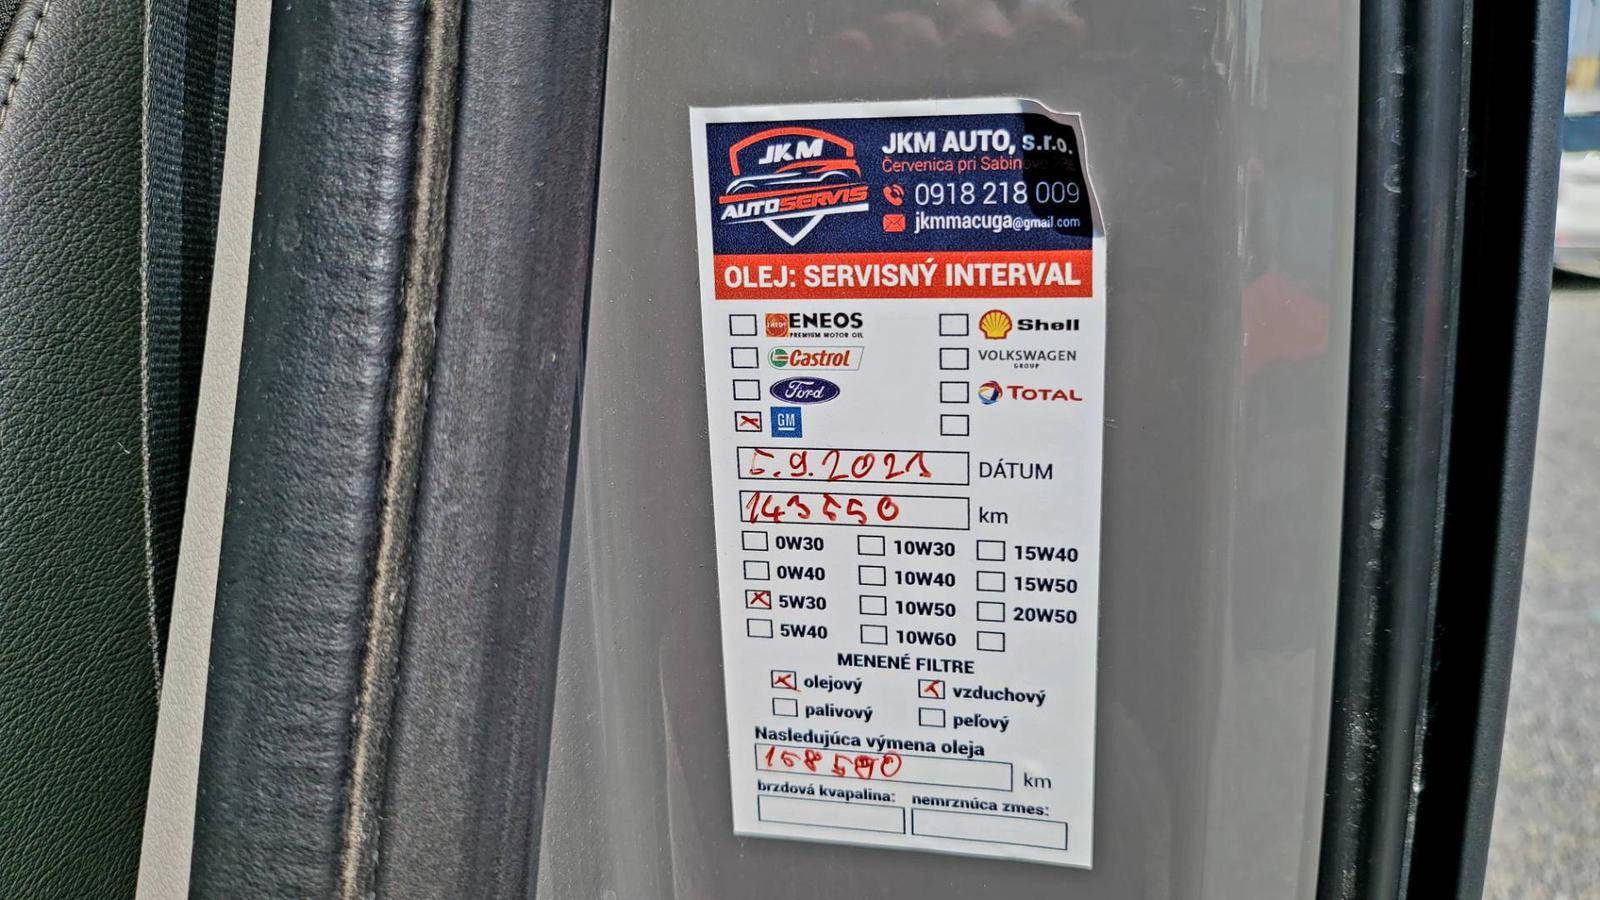 JKM
AUTOSERVIS
JKM AUTO, s.r.o.
Červenica pri
0918 218 009
jkmmacuga@gmail.com
OLEJ: SERVISNÝ INTERVAL
ENEOS
PREMIUM MOTOR OIL
Shell
Castrol
VOLKSWAGEN
GROUP
Ford
TOTAL
GM
5.9.2021 DÁTUM
143550 km
0W30 10W30 15W40
0W40 10W40 15W50
5W30 10W50 20W50
5W40 10W60
MENENÉ FILTRE
olejový vzduchový
palivový peľový
Nasledujúca výmena oleja
km
brzdová kvapalina: nemrznúca zmes: